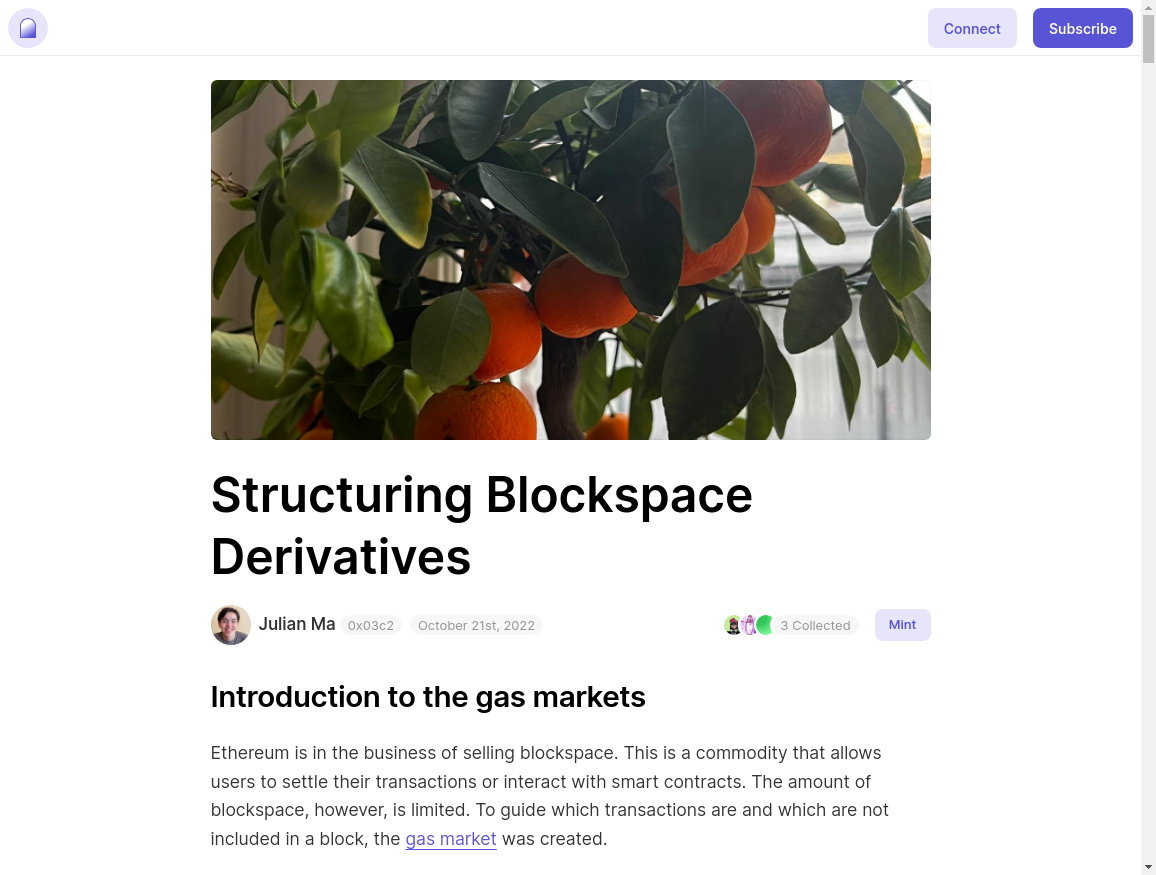 Connect Subscribe
Structuring Blockspace
Derivatives
Julian Ma 0x03c2 October 21st, 2022 3 Collected Mint
Introduction to the gas markets
Ethereum is in the business of selling blockspace. This is a commodity that allows
users to settle their transactions or interact with smart contracts. The amount of
blockspace, however, is limited. To guide which transactions are and which are not
included in a block, the gas market was created.